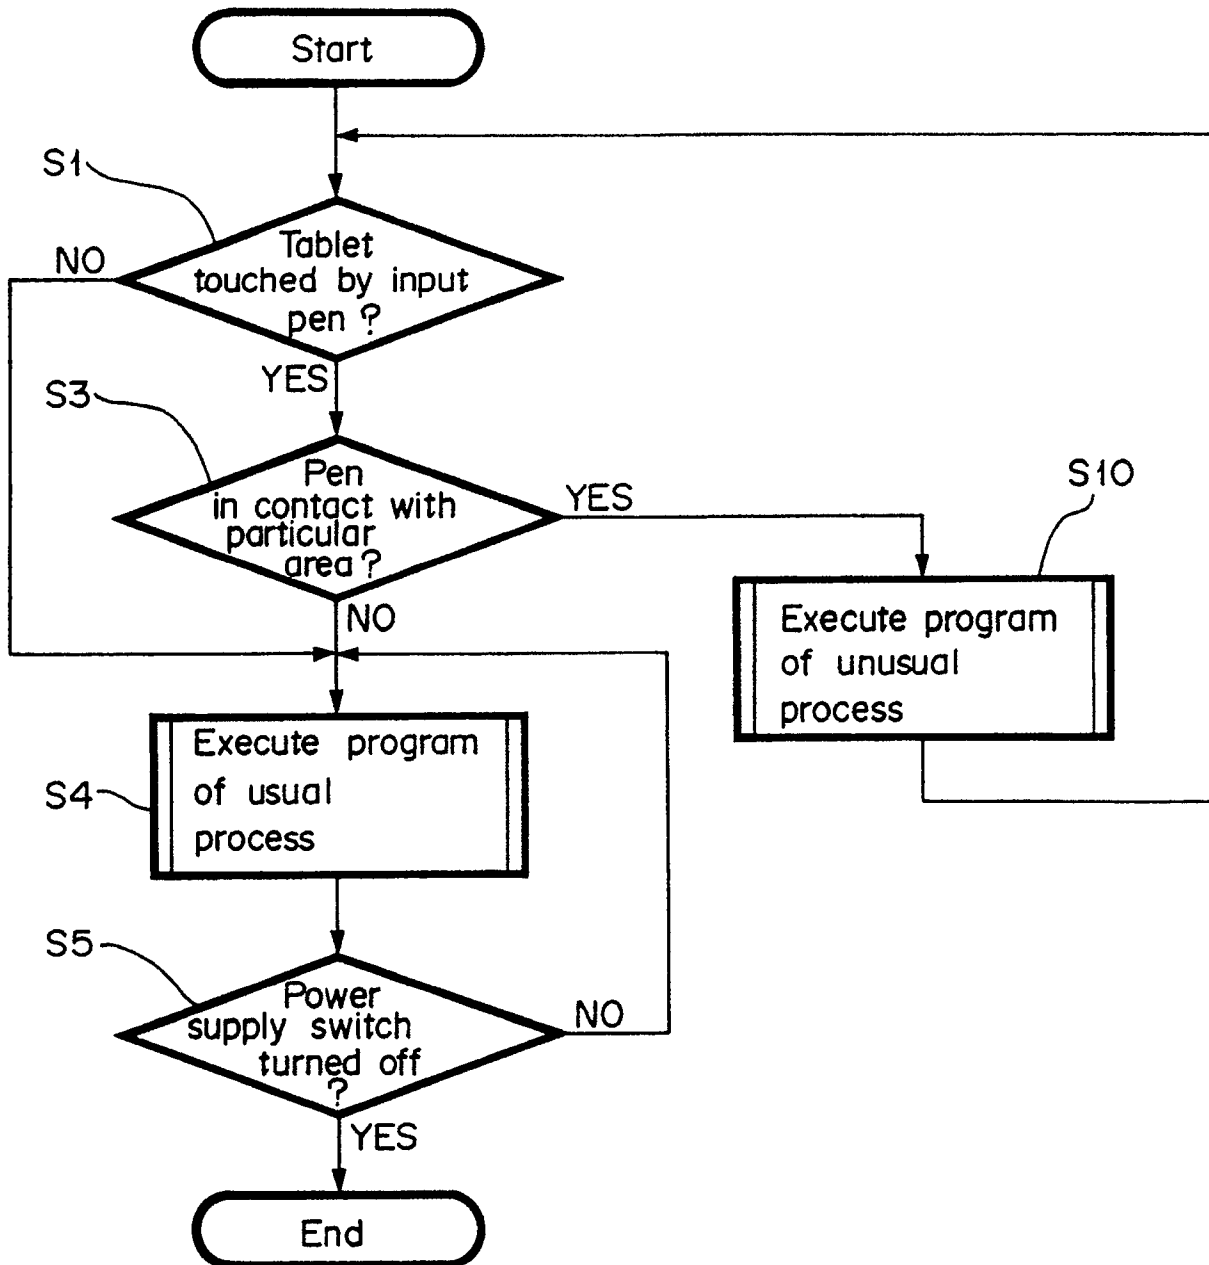 Start
S1
NO
Tablet
touched by input
pen ?
YES
S3
Pen
in contact with
particular
area ?
YES
S10
NO
Execute program
of unusual
process
Execute program
of usual
process
S4
S5
Power
supply switch
turned off
?
NO
YES
End